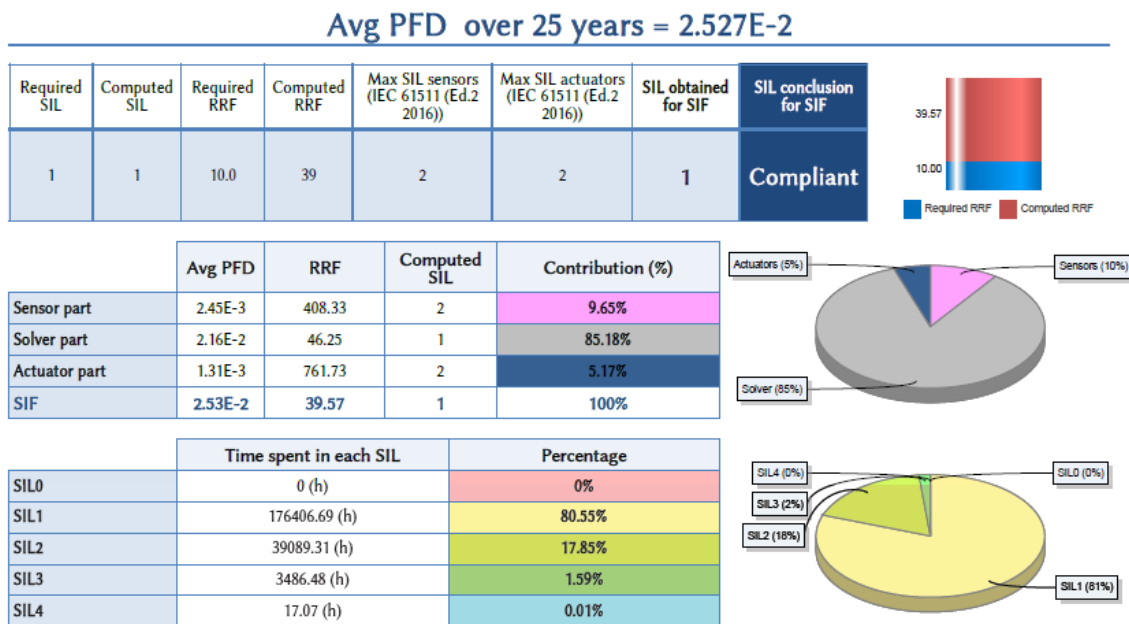 Avg PFD over 25 years = 2.527E-2
Required SIL Computed SIL Required RRF Computed RRF Max SIL sensors (IEC 61511 (Ed.2 2016)) Max SIL actuators (IEC 61511 (Ed.2 2016)) SIL obtained for SIF SIL conclusion for SIF
1 1 10.0 39 2 2 1 Compliant
39.57
10.00
Required RRF Computed RRF
Avg PFD RRF Computed SIL Contribution (%)
Sensor part 2.45E-3 408.33 2 9.65%
Solver part 2.16E-2 46.25 1 85.18%
Actuator part 1.31E-3 761.73 2 5.17%
SIF 2.53E-2 39.57 1 100%
Actuators (5%)
Sensors (10%)
Solver (85%)
Time spent in each SIL Percentage
SIL0 0 (h) 0%
SIL1 176406.69 (h) 80.55%
SIL2 39089.31 (h) 17.85%
SIL3 3486.48 (h) 1.59%
SIL4 17.07 (h) 0.01%
SIL4 (0%)
SIL0 (0%)
SIL3 (2%)
SIL2 (18%)
SIL1 (81%)